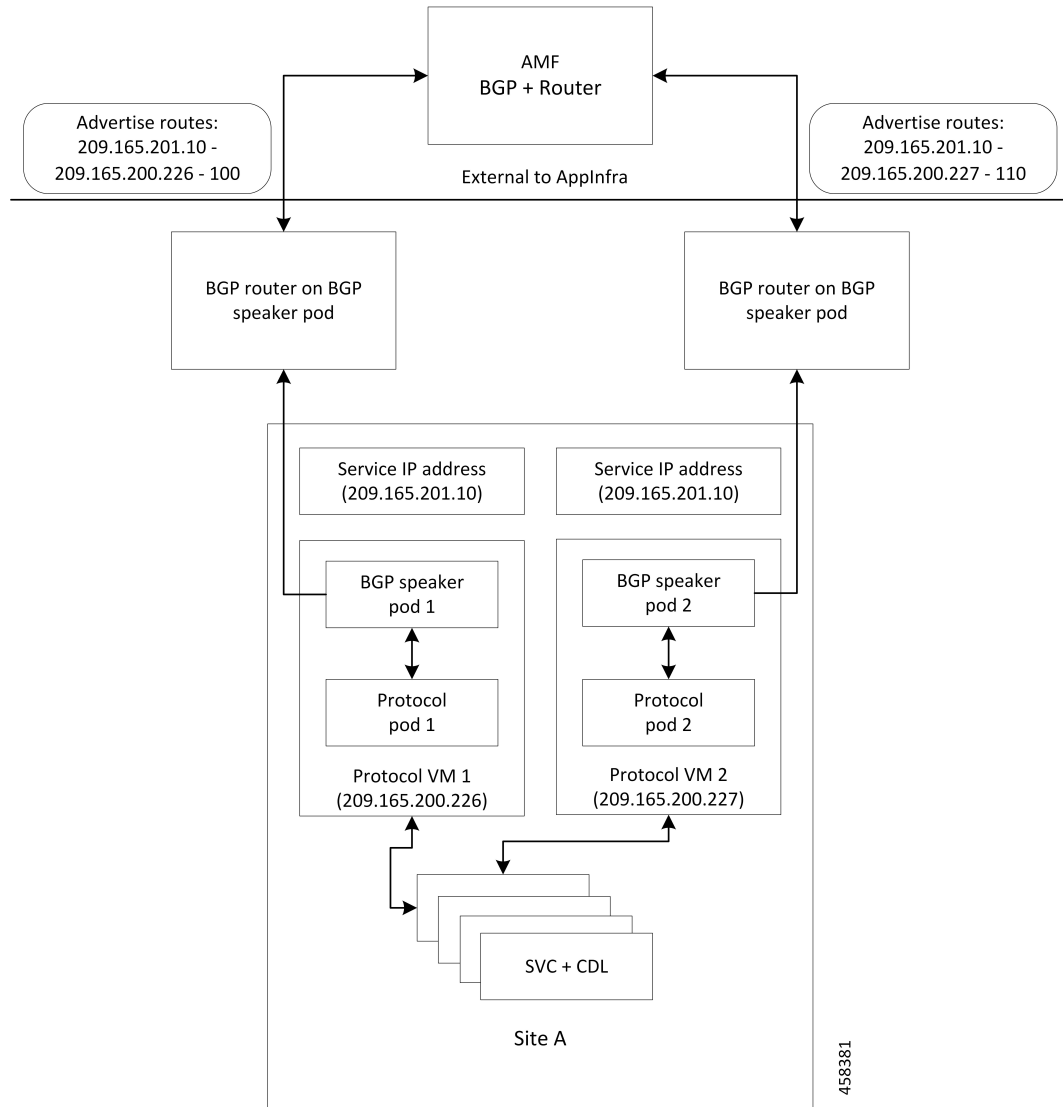 AMF
BGP + Router
Advertise routes:
209.165.201.10 -
209.165.200.226 - 100
Advertise routes:
209.165.201.10 -
209.165.200.227 - 110
External to AppInfra
BGP router on BGP
speaker pod
BGP router on BGP
speaker pod
Service IP address
(209.165.201.10)
Service IP address
(209.165.201.10)
BGP speaker
pod 1
BGP speaker
pod 2
Protocol
pod 1
Protocol
pod 2
Protocol VM 1
(209.165.200.226)
Protocol VM 2
(209.165.200.227)
SVC + CDL
Site A
458381